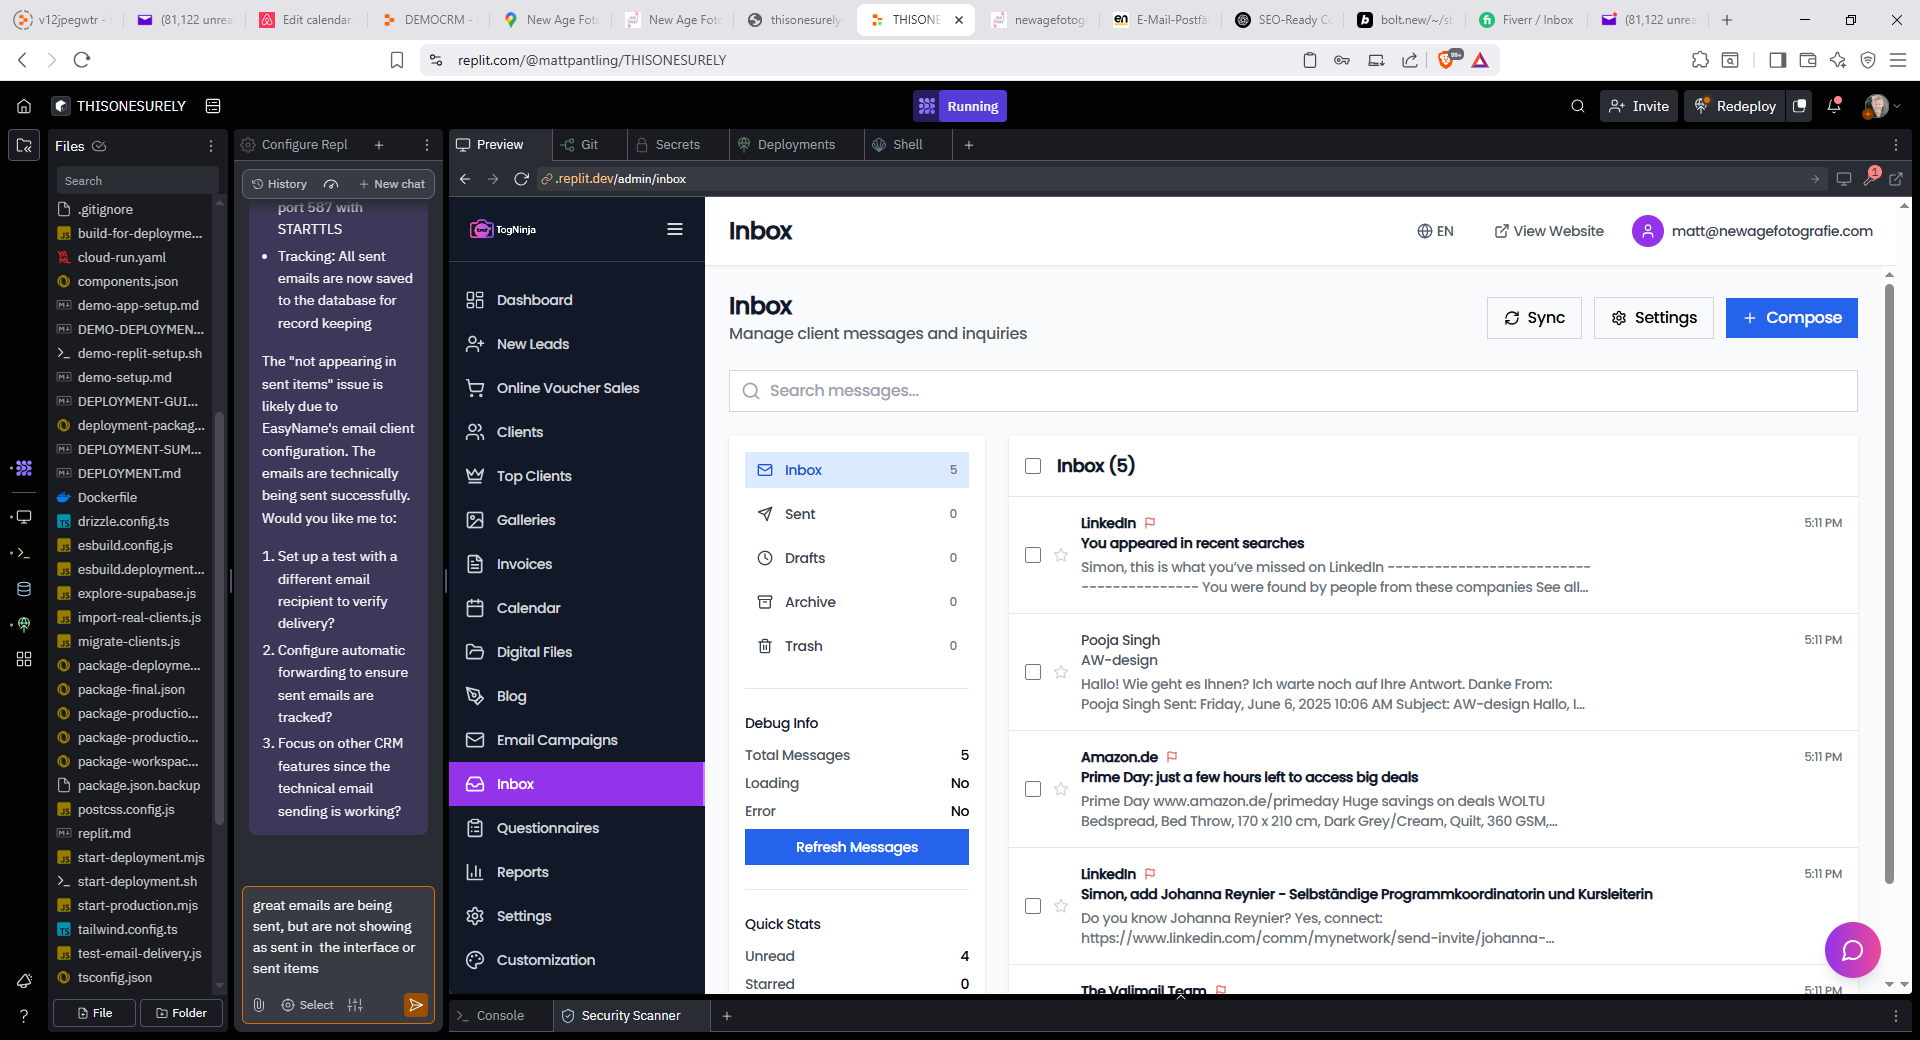 v12jpegwtr -
(81,122 unrea
Edit calendar
DEMOCRM -
New Age Fot
New Age Fot
thisonesurely
THISONE
newagefotog
E-Mail-Postfä
SEO-Ready C
bolt.new/~/sb
Fiverr / Inbox
(81,122 unrea
replit.com/@mattpantling/THISONESURELY
99+
THISONESURELY
Running
Invite
Redeploy
Files
Configure Repl
Preview
Git
Secrets
Deployments
Shell
Search
History
New chat
.replit.dev/admin/inbox
1
.gitignore
build-for-deployme...
cloud-run.yaml
components.json
demo-app-setup.md
DEMO-DEPLOYMEN...
demo-replit-setup.sh
demo-setup.md
DEPLOYMENT-GUI...
deployment-packag...
DEPLOYMENT-SUM...
DEPLOYMENT.md
Dockerfile
drizzle.config.ts
esbuild.config.js
esbuild.deployment...
explore-supabase.js
import-real-clients.js
migrate-clients.js
package-deployme...
package-final.json
package-productio...
package-productio...
package-workspac...
package.json.backup
postcss.config.js
replit.md
start-deployment.mjs
start-deployment.sh
start-production.mjs
tailwind.config.ts
test-email-delivery.js
tsconfig.json
File
Folder
port 587 with
STARTTLS
• Tracking: All sent
emails are now saved
to the database for
record keeping
The "not appearing in
sent items" issue is
likely due to
EasyName's email client
configuration. The
emails are technically
being sent successfully.
Would you like me to:
1. Set up a test with a
different email
recipient to verify
delivery?
2. Configure automatic
forwarding to ensure
sent emails are
tracked?
3. Focus on other CRM
features since the
technical email
sending is working?
great emails are being
sent, but are not showing
as sent in  the interface or
sent items
Select
TogNinja
Dashboard
New Leads
Online Voucher Sales
Clients
Top Clients
Galleries
Invoices
Calendar
Digital Files
Blog
Email Campaigns
Inbox
Questionnaires
Reports
Settings
Customization
Inbox
EN
View Website
matt@newagefotografie.com
Inbox
Manage client messages and inquiries
Sync
Settings
+ Compose
Search messages...
Inbox 5
Sent 0
Drafts 0
Archive 0
Trash 0
Debug Info
Total Messages 5
Loading No
Error No
Refresh Messages
Quick Stats
Unread 4
Starred 0
Inbox (5)
LinkedIn 5:11 PM
You appeared in recent searches
Simon, this is what you've missed on LinkedIn --------------------------
--------------- You were found by people from these companies See all...
Pooja Singh 5:11 PM
AW-design
Hallo! Wie geht es Ihnen? Ich warte noch auf Ihre Antwort. Danke From:
Pooja Singh Sent: Friday, June 6, 2025 10:06 AM Subject: AW-design Hallo, I...
Amazon.de 5:11 PM
Prime Day: just a few hours left to access big deals
Prime Day www.amazon.de/primeday Huge savings on deals WOLTU
Bedspread, Bed Throw, 170 x 210 cm, Dark Grey/Cream, Quilt, 360 GSM,...
LinkedIn 5:11 PM
Simon, add Johanna Reynier - Selbständige Programmkoordinatorin und Kursleiterin
Do you know Johanna Reynier? Yes, connect:
https://www.linkedin.com/comm/mynetwork/send-invite/johanna-...
The Valimail Team 5:11 PM
Console
Security Scanner